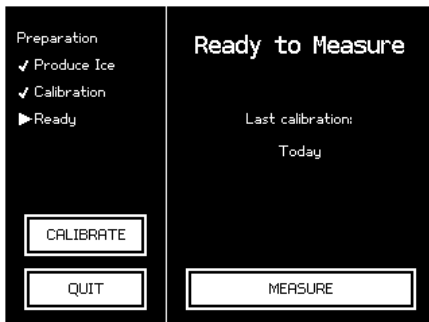 Preparation
✓ Produce Ice
✓ Calibration
▶Ready
CALIBRATE
QUIT
Ready to Measure
Last calibration:
Today
MEASURE